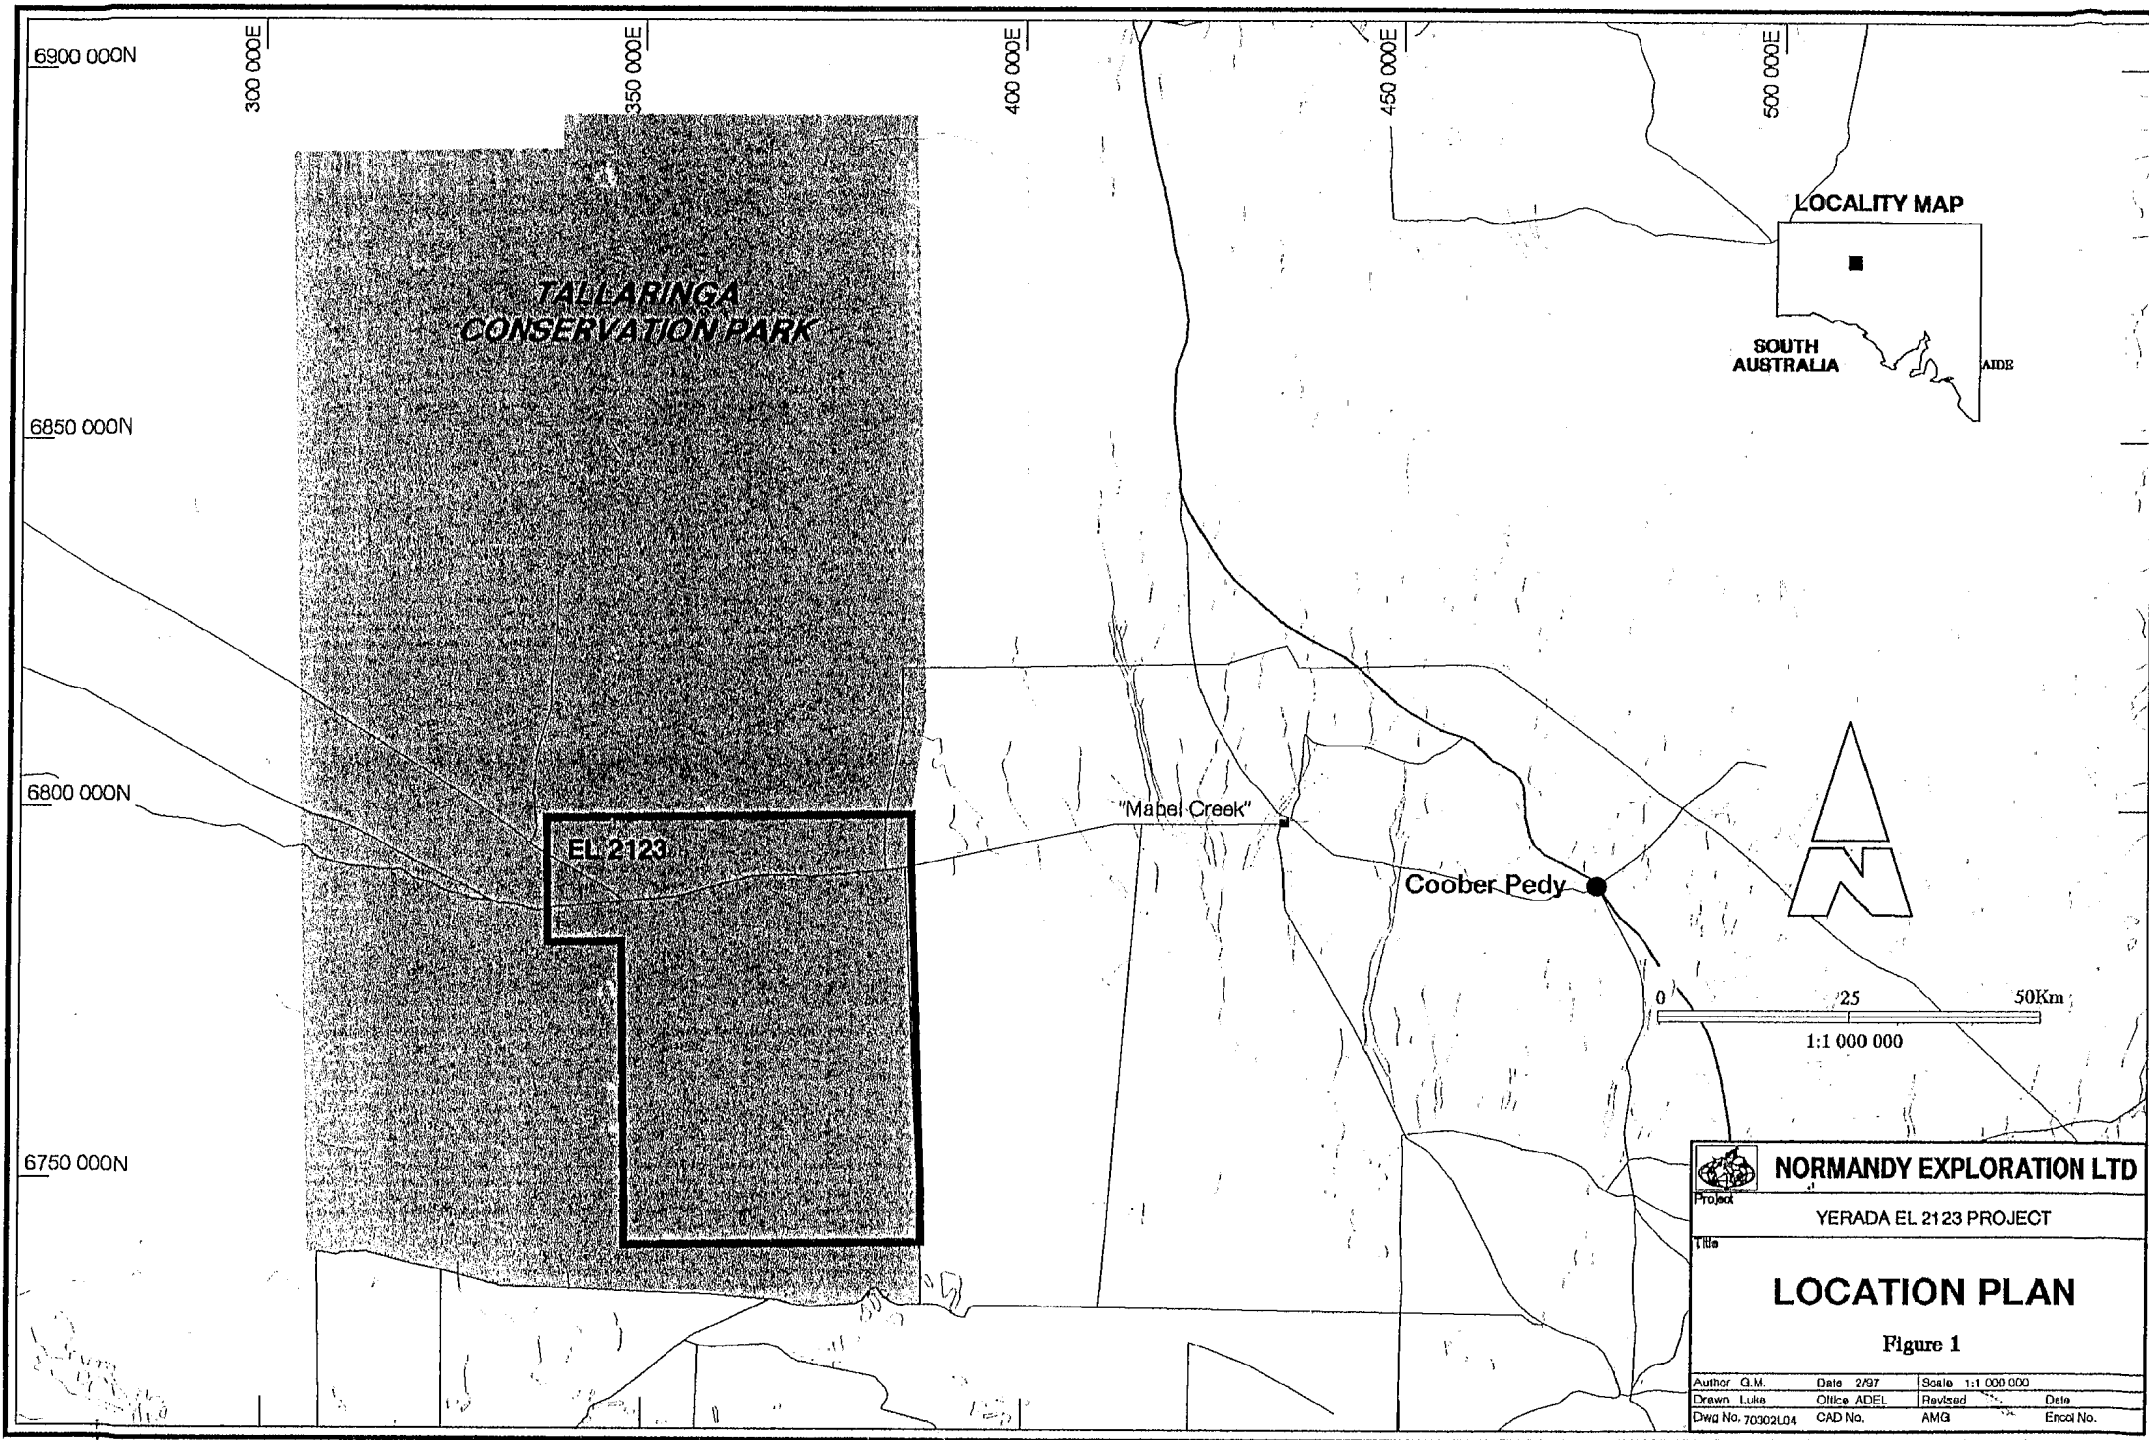 6900 000N
300 000E
350 000E
400 000E
450 000E
500 000E
LOCALITY MAP
TALLARINGA
CONSERVATION PARK
SOUTH
AUSTRALIA
AIDE
6850 000N
6800 000N
"Mabel Creek"
EL 2123
Coober Pedy
N
0 25 50Km
1:1 000 000
6750 000N
NORMANDY EXPLORATION LTD
Project
YERADA EL 2123 PROJECT
Title
LOCATION PLAN
Figure 1
Author G.M. Date 2/97 Scale 1:1 000 000
Drawn Luke Office ADEL Revised Date
Dwg No. 70302L04 CAD No. AMG Encol No.